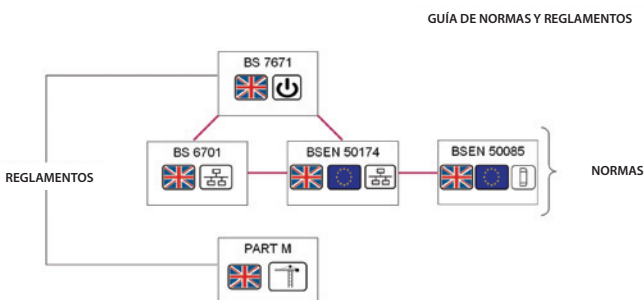 GUÍA DE NORMAS Y REGLAMENTOS
BS 7671
BS 6701
BSEN 50174
BSEN 50085
REGLAMENTOS
NORMAS
PART M